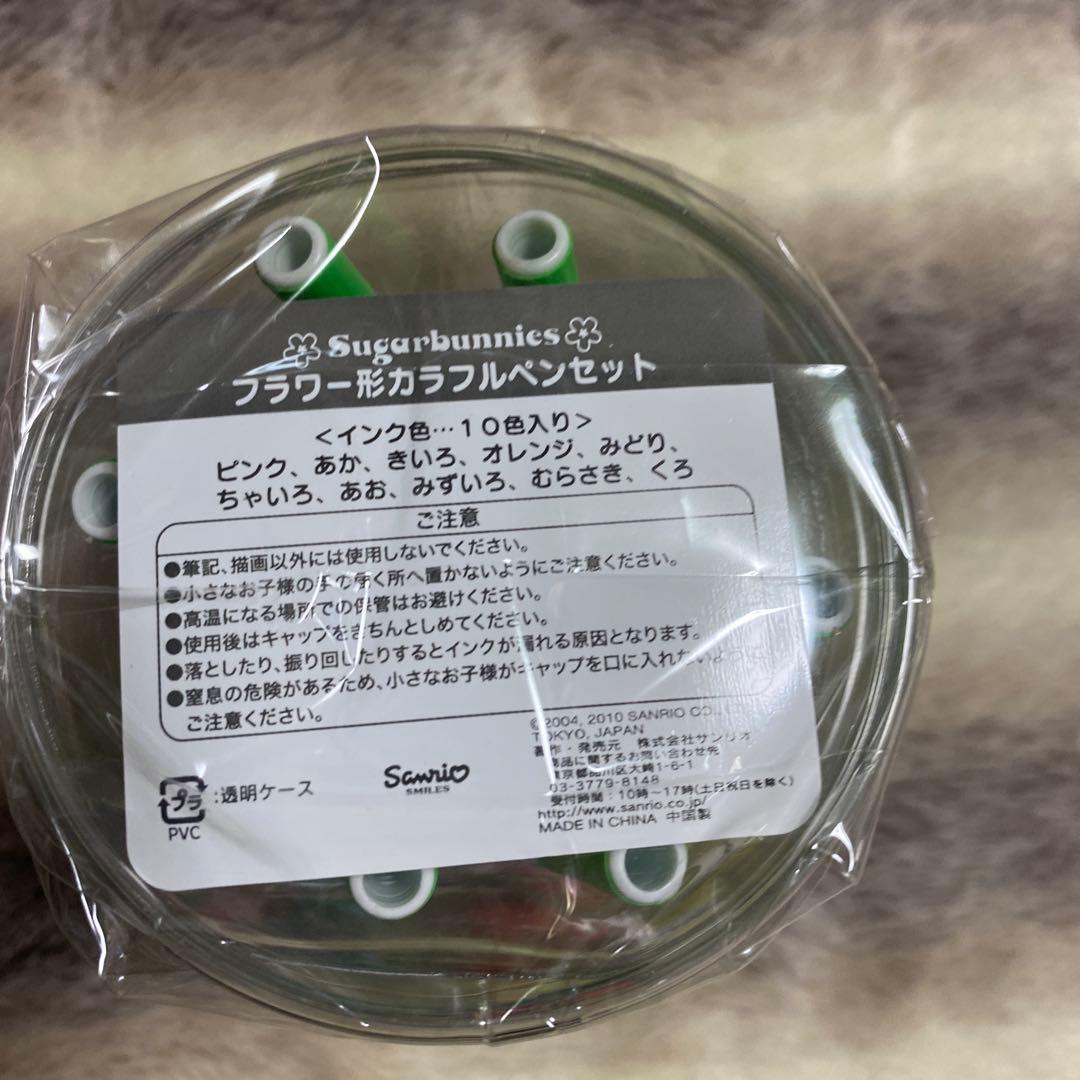 Sugarbunnies
フラワー形カラフルペンセット
<インク色…10色入り>
ピンク、あか、きいろ、オレンジ、みどり、
ちゃいろ、あお、みずいろ、むらさき、くろ
ご注意
●筆記、描画以外には使用しないでください。
●小さなお子様の手の届く所へ置かないようにご注意ください。
●高温になる場所での保管はお避けください。
●使用後はキャップをきちんとしめてください。
●落としたり、振り回したりするとインクが漏れる原因となります。
●窒息の危険があるため、小さなお子様がキャップを口に入れないよう
ご注意ください。
©2004, 2010 SANRIO CO.,
TOKYO, JAPAN
著作・発売元 株式会社サンリオ
商品に関するお問い合わせ先
東京都品川区大崎1-6-1
03-3779-8148
受付時間:10時~17時(土日祝日を除く)
http://www.sanrio.co.jp/
MADE IN CHINA 中国製
Sanrio
SMILES
プラ :透明ケース
PVC